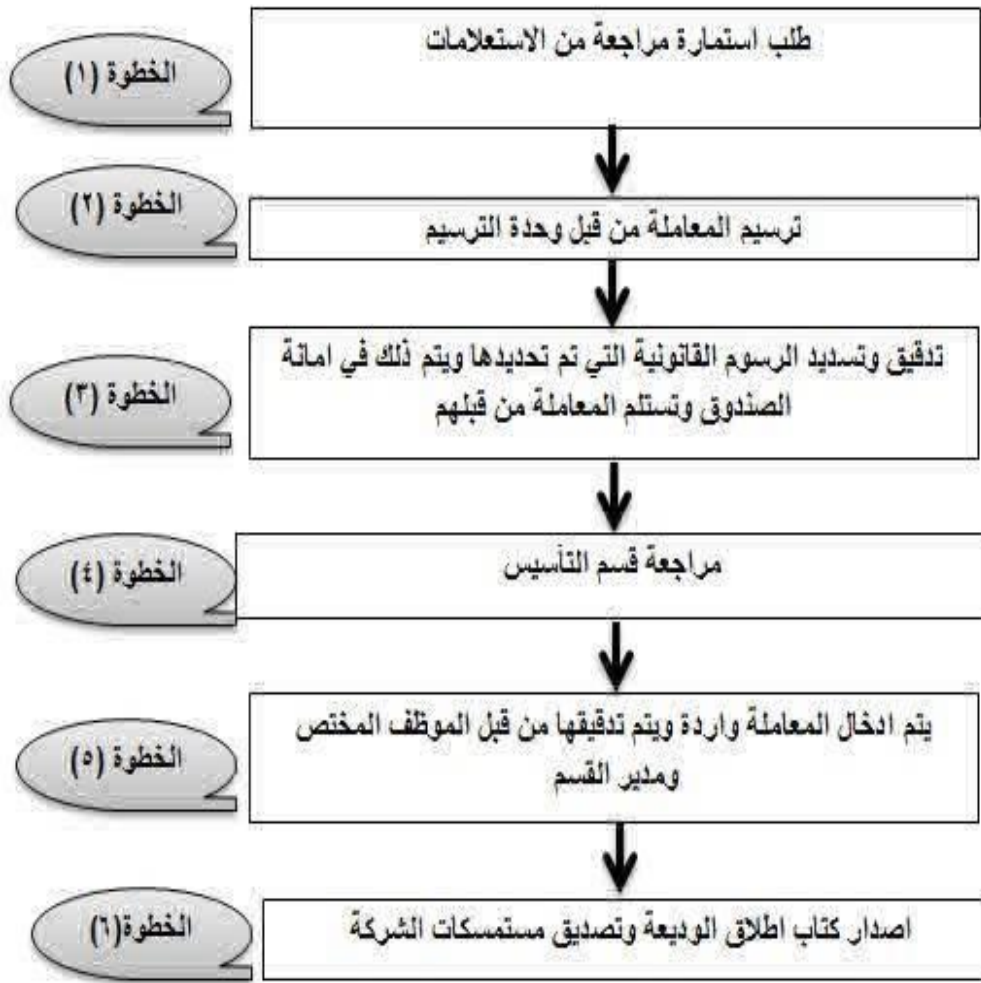 الخطوة (١)
طلب استمارة مراجعة من الاستعلامات
الخطوة (٢)
ترسيم المعاملة من قبل وحدة الترسيم
الخطوة (٣)
تدقيق وتسديد الرسوم القانونية التي تم تحديدها ويتم ذلك في امانة
الصندوق وتستلم المعاملة من قبلهم
الخطوة (٤)
مراجعة قسم التأسيس
الخطوة (٥)
يتم ادخال المعاملة واردة ويتم تدقيقها من قبل الموظف المختص
ومدير القسم
الخطوة(٦)
اصدار كتاب اطلاق الوديعة وتصديق مستمسكات الشركة